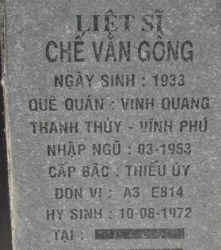 LIỆT SĨ
CHẾ VĂN GỒNG
NGÀY SINH : 1933
QUÊ QUÁN : VINH QUANG
THANH THỦY - VĨNH PHÚ
NHẬP NGŨ : 03-1953
CẤP BẬC : THIẾU ÚY
ĐƠN VỊ : A3 E814
HY SINH : 10-08-1972
TẠI :